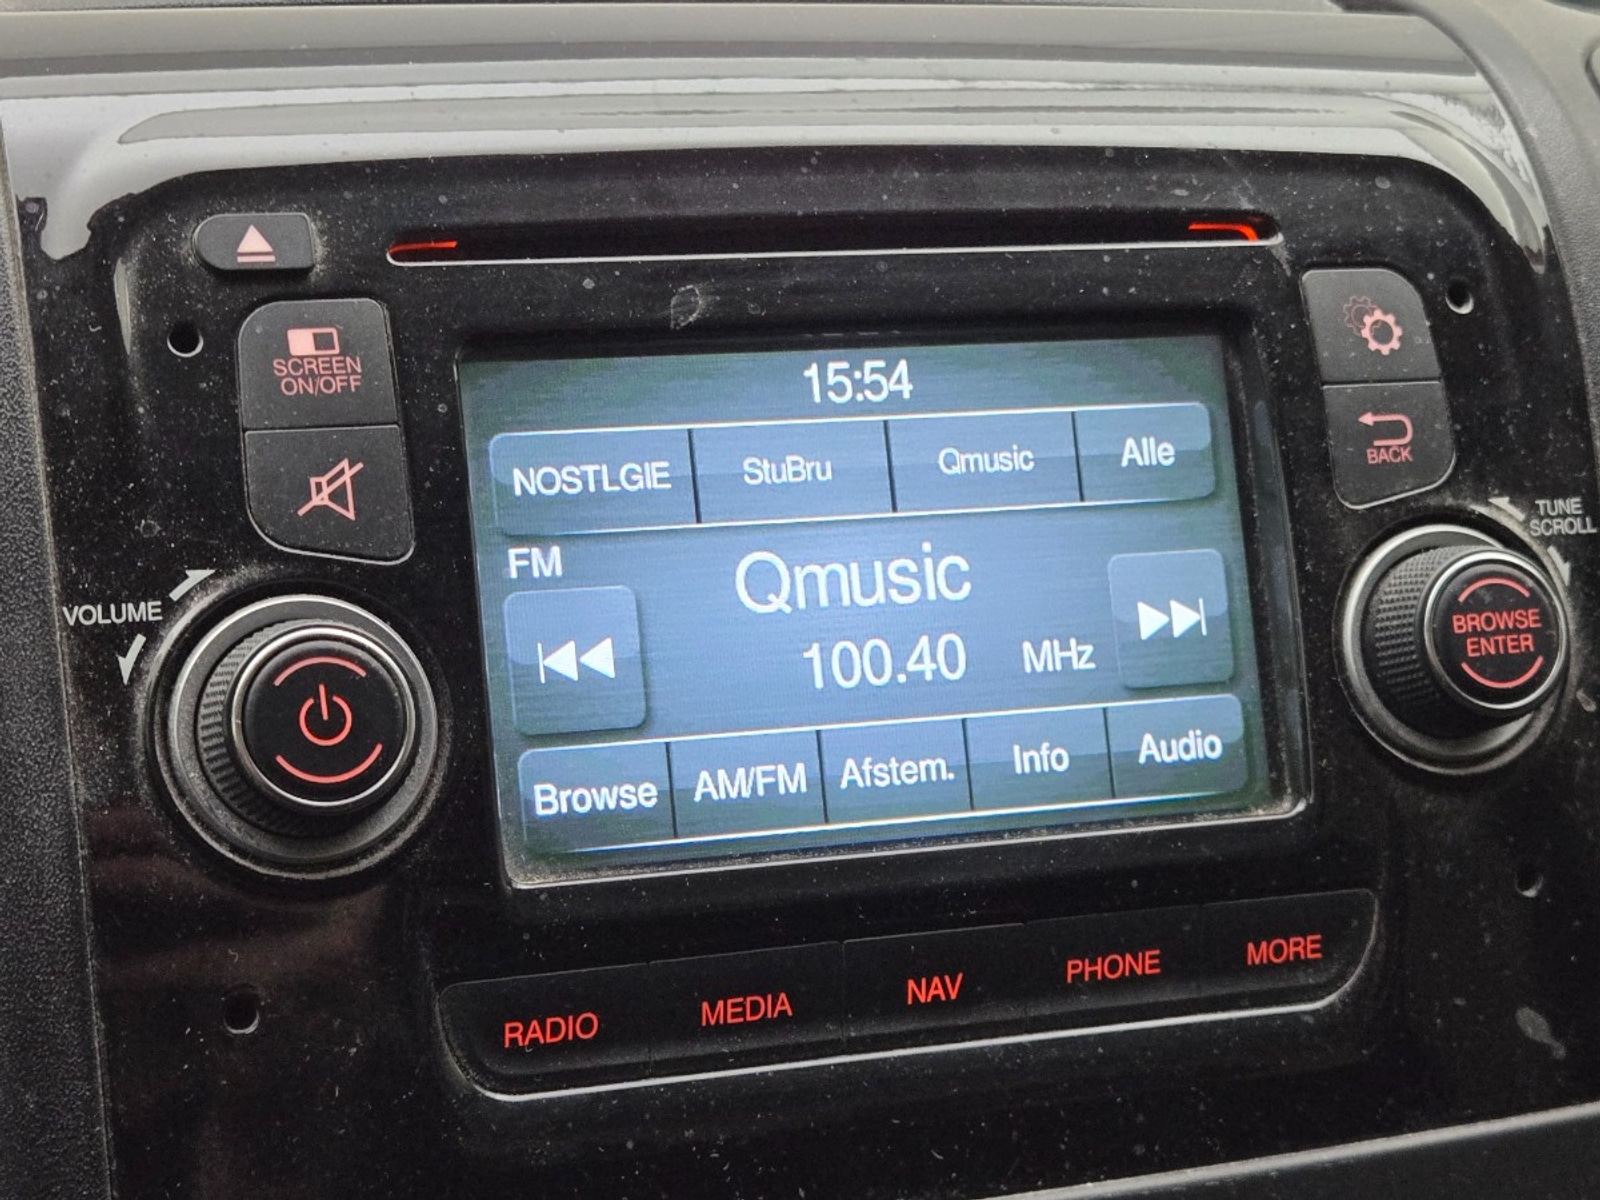 SCREEN
ON/OFF
VOLUME
15:54
NOSTLGIE StuBru Qmusic Alle
FM
Qmusic
100.40 MHz
Browse AM/FM Afstem. Info Audio
BACK
TUNE
SCROLL
BROWSE
ENTER
RADIO MEDIA NAV PHONE MORE